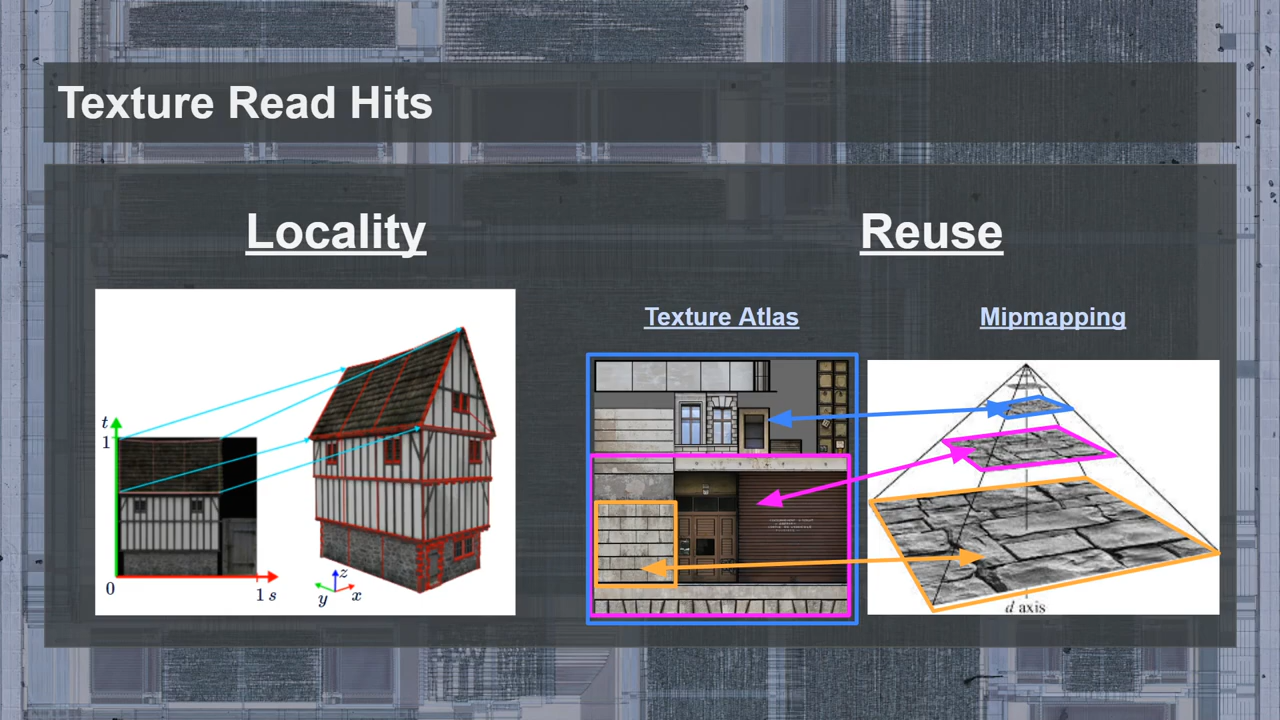 Texture Read Hits
Locality
Reuse
Texture Atlas
Mipmapping
t
1
0
1 s
z
y
x
d axis